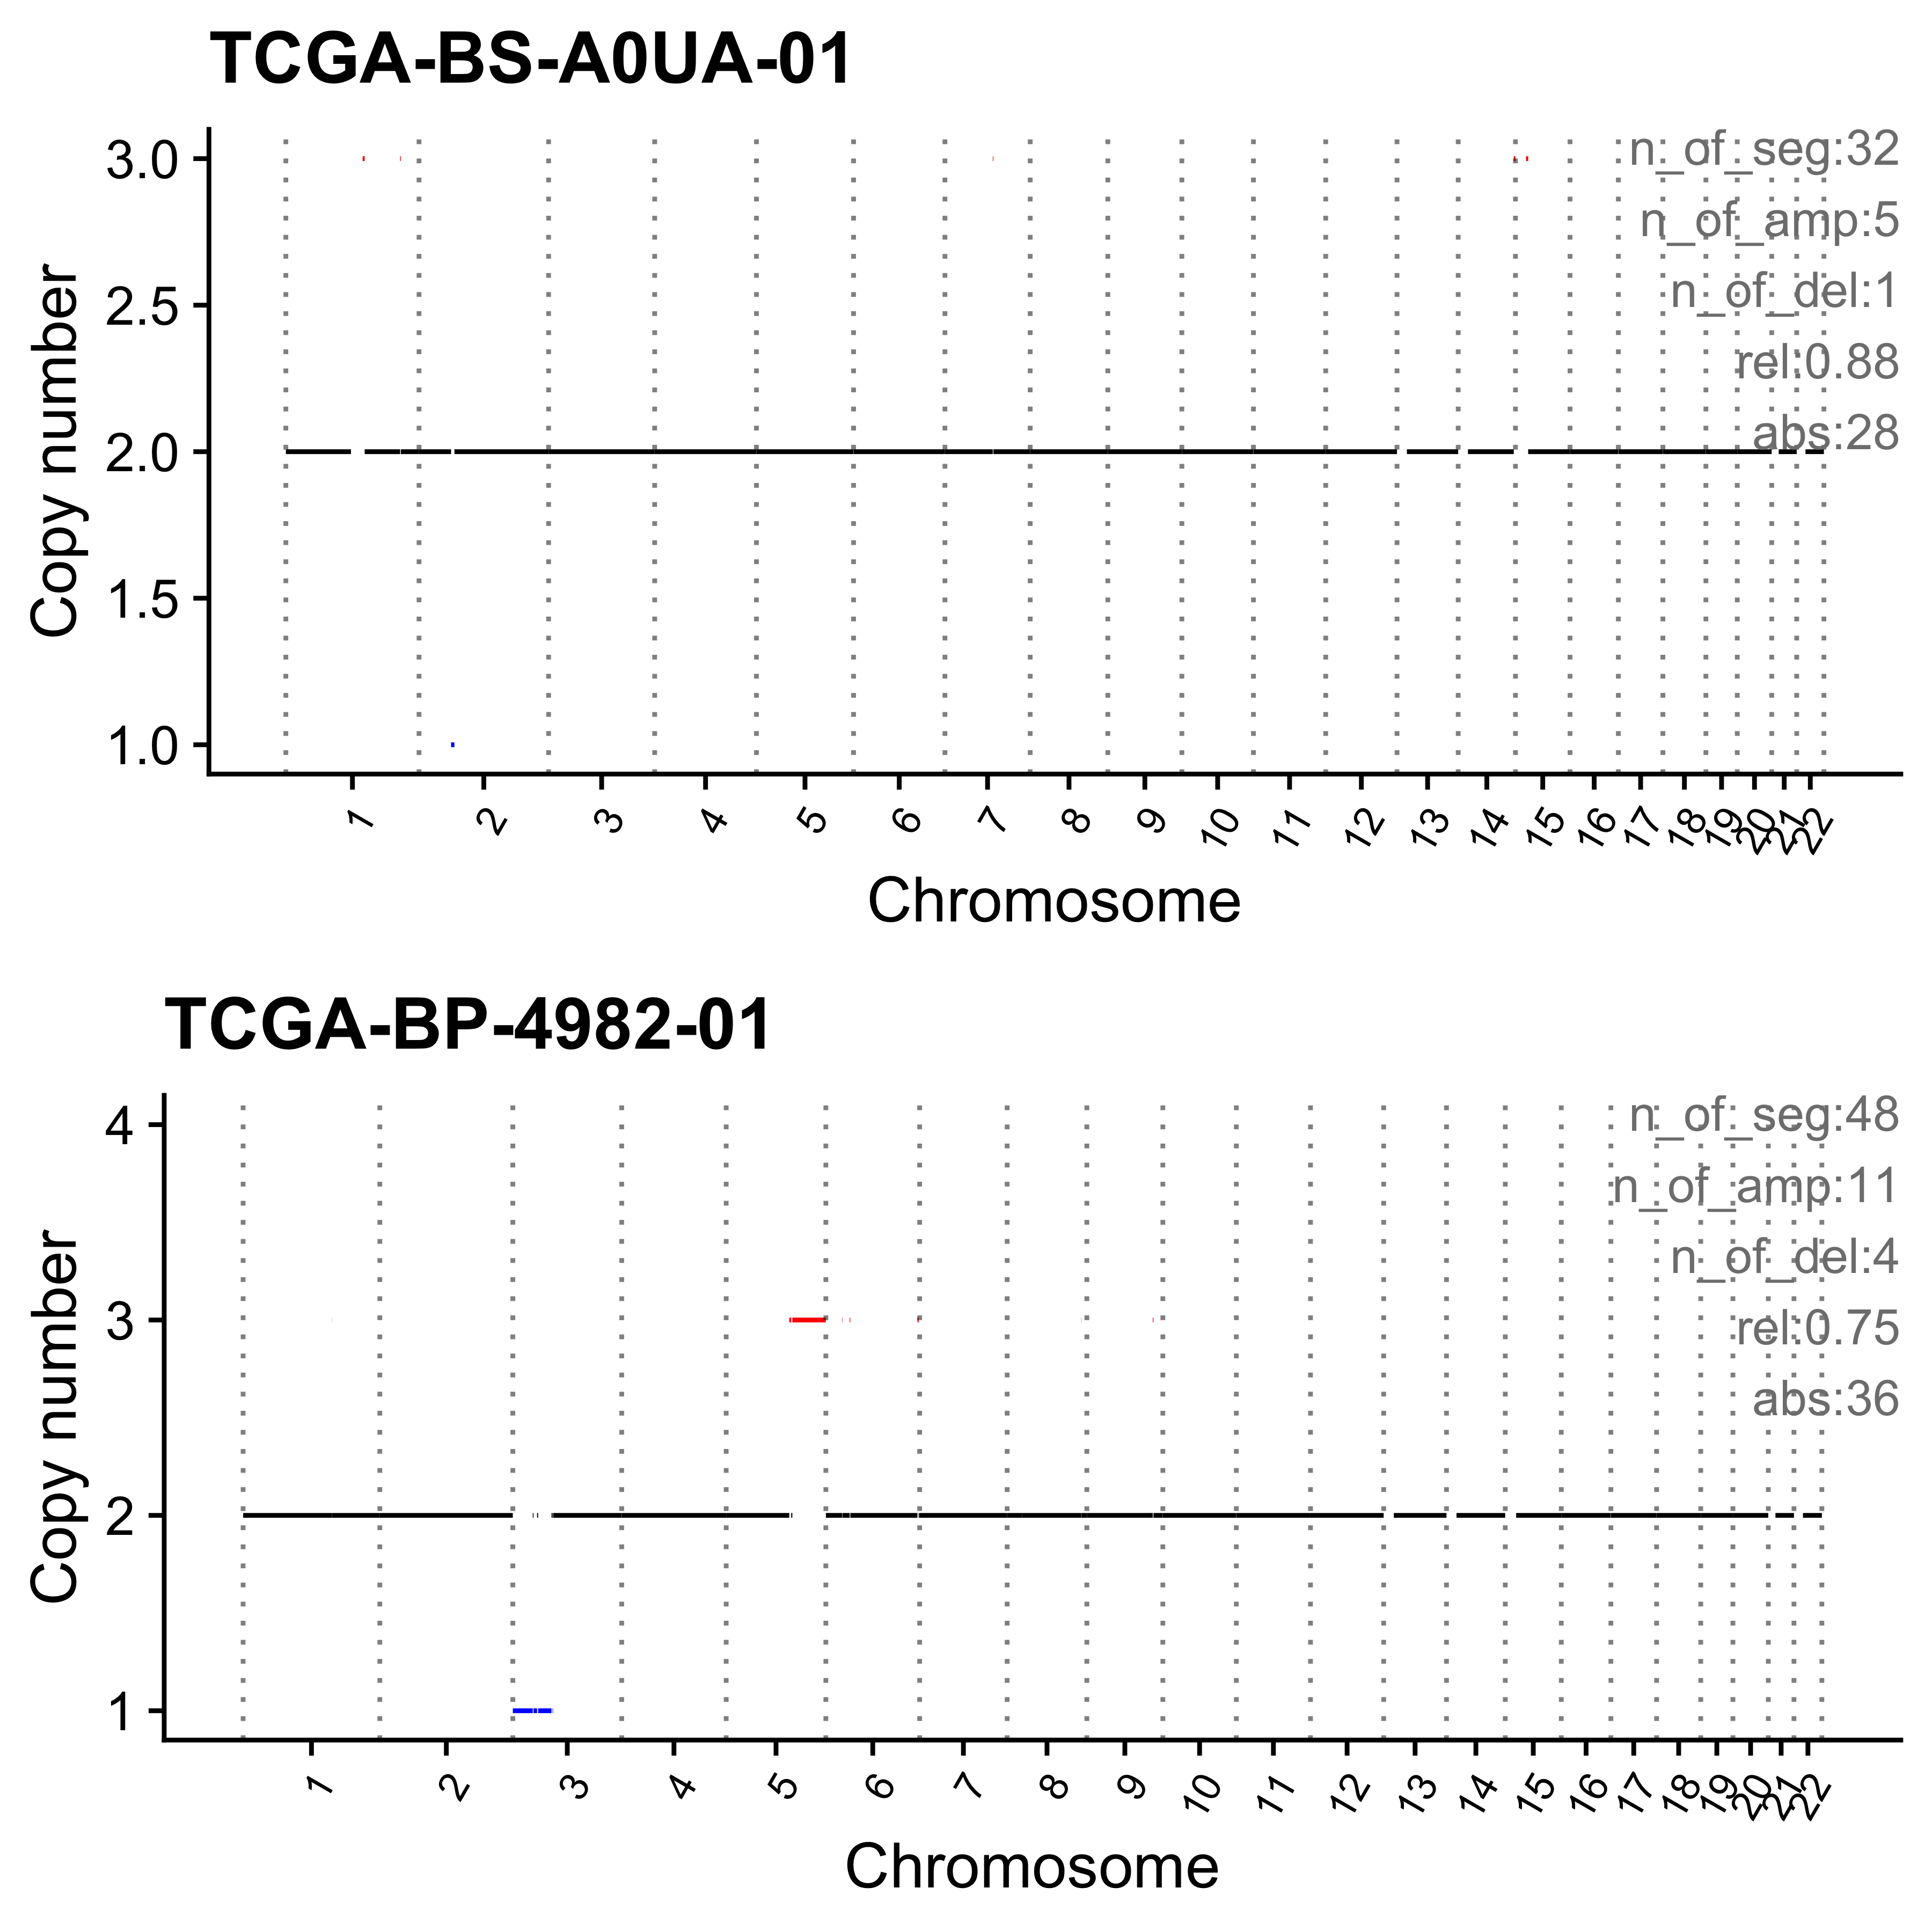 TCGA-BS-A0UA-01
n_of_seg:32
n_of_amp:5
n_of_del:1
rel:0.88
abs:28
3.0
2.5
2.0
1.5
1.0
Copy number
1 2 3 4 5 6 7 8 9 10 11 12 13 14 15 16 17 18 19 20 21 22
Chromosome
TCGA-BP-4982-01
n_of_seg:48
n_of_amp:11
n_of_del:4
rel:0.75
abs:36
4
3
2
1
Copy number
1 2 3 4 5 6 7 8 9 10 11 12 13 14 15 16 17 18 19 20 21 22
Chromosome